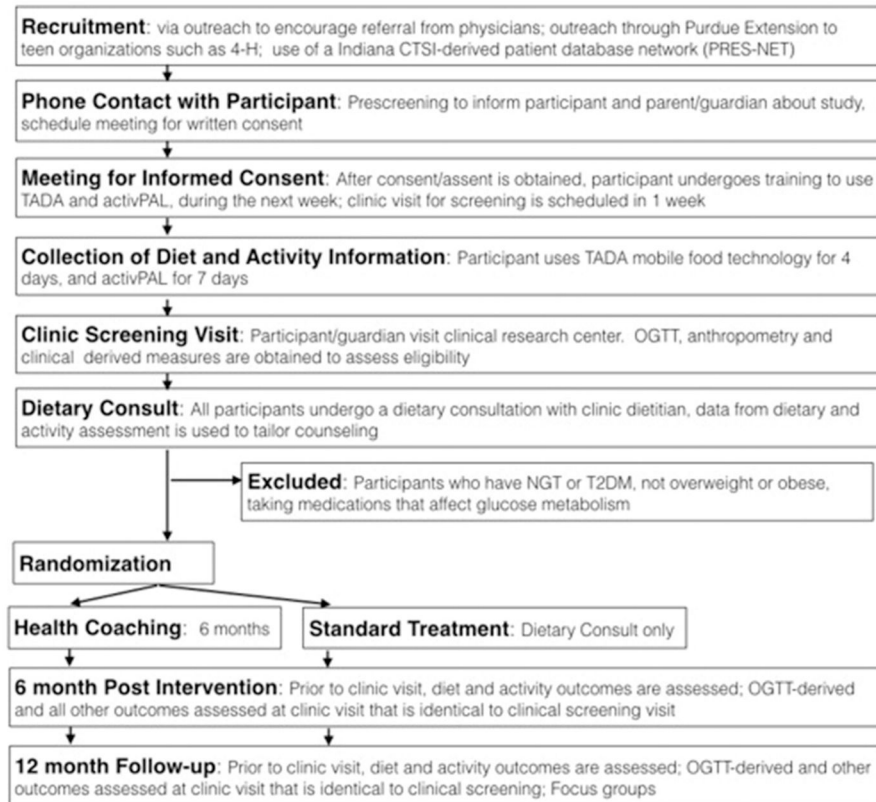 Recruitment: via outreach to encourage referral from physicians; outreach through Purdue Extension to
teen organizations such as 4-H; use of a Indiana CTSI-derived patient database network (PRES-NET)
Phone Contact with Participant: Prescreening to inform participant and parent/guardian about study,
schedule meeting for written consent
Meeting for Informed Consent: After consent/assent is obtained, participant undergoes training to use
TADA and activPAL, during the next week; clinic visit for screening is scheduled in 1 week
Collection of Diet and Activity Information: Participant uses TADA mobile food technology for 4
days, and activPAL for 7 days
Clinic Screening Visit: Participant/guardian visit clinical research center. OGTT, anthropometry and
clinical derived measures are obtained to assess eligibility
Dietary Consult: All participants undergo a dietary consultation with clinic dietitian, data from dietary and
activity assessment is used to tailor counseling
Excluded: Participants who have NGT or T2DM, not overweight or obese,
taking medications that affect glucose metabolism
Randomization
Health Coaching: 6 months
Standard Treatment: Dietary Consult only
6 month Post Intervention: Prior to clinic visit, diet and activity outcomes are assessed; OGTT-derived
and all other outcomes assessed at clinic visit that is identical to clinical screening visit
12 month Follow-up: Prior to clinic visit, diet and activity outcomes are assessed; OGTT-derived and other
outcomes assessed at clinic visit that is identical to clinical screening; Focus groups